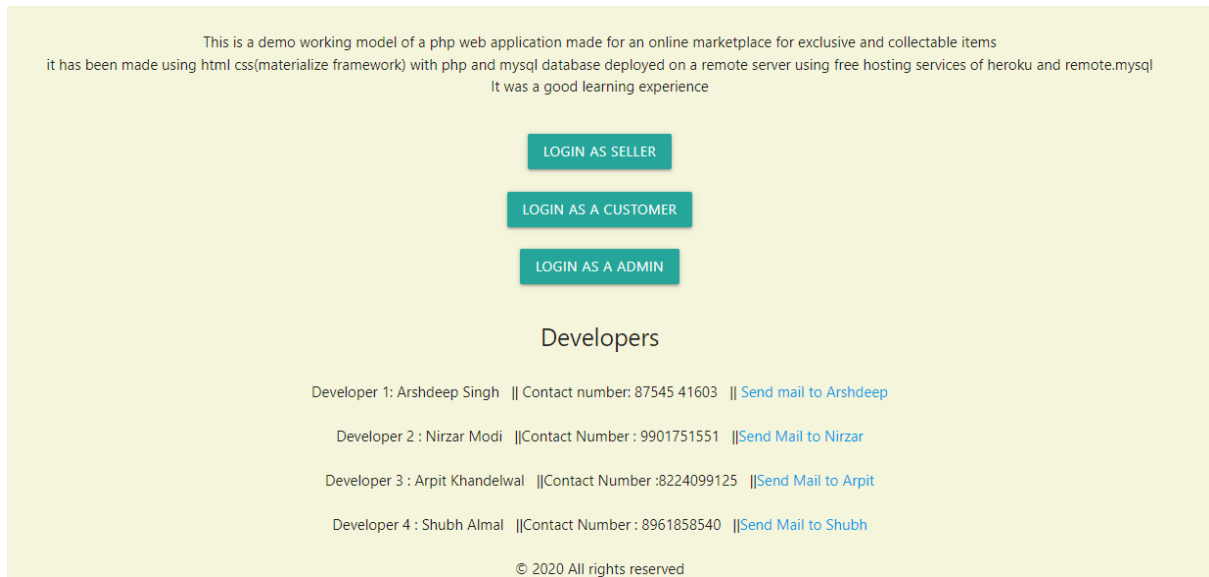 This is a demo working model of a php web application made for an online marketplace for exclusive and collectable items
it has been made using html css(materialize framework) with php and mysql database deployed on a remote server using free hosting services of heroku and remote.mysql
It was a good learning experience
LOGIN AS SELLER
LOGIN AS A CUSTOMER
LOGIN AS A ADMIN
Developers
Developer 1: Arshdeep Singh || Contact number: 87545 41603 || Send mail to Arshdeep
Developer 2 : Nirzar Modi ||Contact Number : 9901751551 ||Send Mail to Nirzar
Developer 3 : Arpit Khandelwal ||Contact Number :8224099125 ||Send Mail to Arpit
Developer 4 : Shubh Almal ||Contact Number : 8961858540 ||Send Mail to Shubh
© 2020 All rights reserved